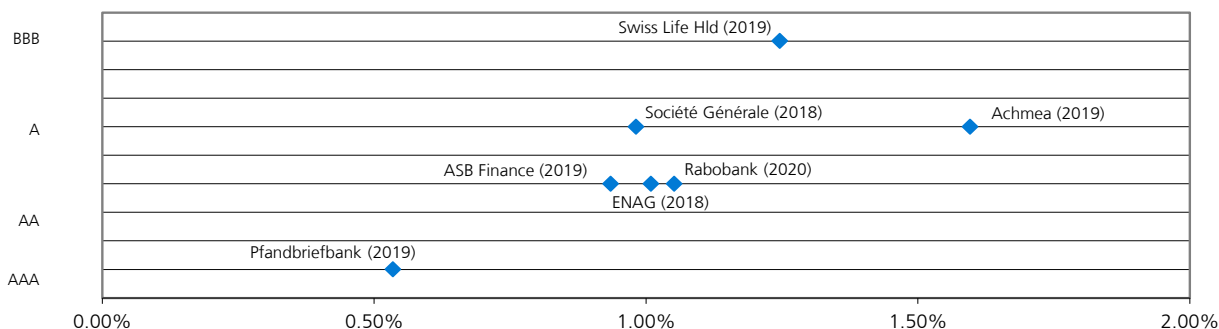 BBB
Swiss Life Hld (2019)
A
Société Générale (2018)
Achmea (2019)
ASB Finance (2019)
Rabobank (2020)
ENAG (2018)
AA
Pfandbriefbank (2019)
AAA
0.00%
0.50%
1.00%
1.50%
2.00%